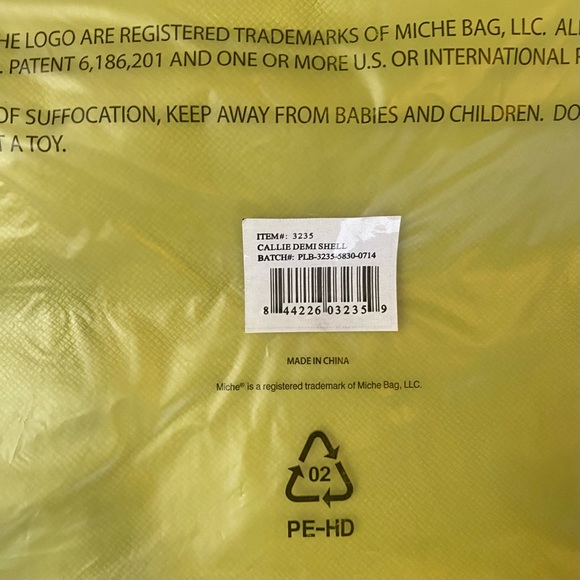 HE LOGO ARE REGISTERED TRADEMARKS OF MICHE BAG, LLC. ALL
. PATENT 6,186,201 AND ONE OR MORE U.S. OR INTERNATIONAL P
OF SUFFOCATION, KEEP AWAY FROM BABIES AND CHILDREN. DO
T A TOY.
ITEM#: 3235
CALLIE DEMI SHELL
BATCH#: PLB-3235-5830-0714
8 44226 03235 9
MADE IN CHINA
Miche® is a registered trademark of Miche Bag, LLC.
02
PE-HD